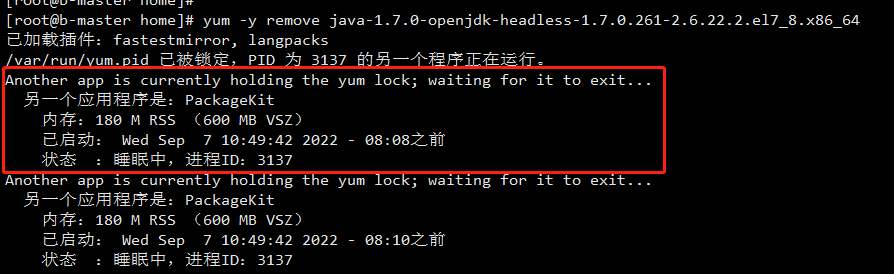 [root@b-master home]#
[root@b-master home]# yum -y remove java-1.7.0-openjdk-headless-1.7.0.261-2.6.22.2.el7_8.x86_64
已加载插件：fastestmirror, langpacks
/var/run/yum.pid 已被锁定，PID 为 3137 的另一个程序正在运行。
Another app is currently holding the yum lock; waiting for it to exit...
另一个应用程序是：PackageKit
内存：180 M RSS （600 MB VSZ）
已启动： Wed Sep  7 10:49:42 2022 - 08:08之前
状态  ：睡眠中，进程ID：3137
Another app is currently holding the yum lock; waiting for it to exit...
另一个应用程序是：PackageKit
内存：180 M RSS （600 MB VSZ）
已启动： Wed Sep  7 10:49:42 2022 - 08:10之前
状态  ：睡眠中，进程ID：3137